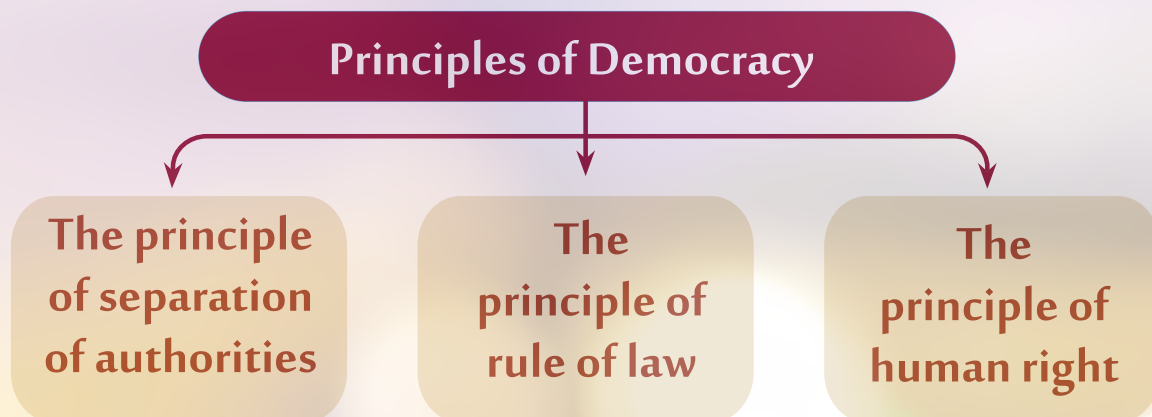 Principles of Democracy
The principle
of separation
of authorities
The
principle of
rule of law
The
principle of
human right